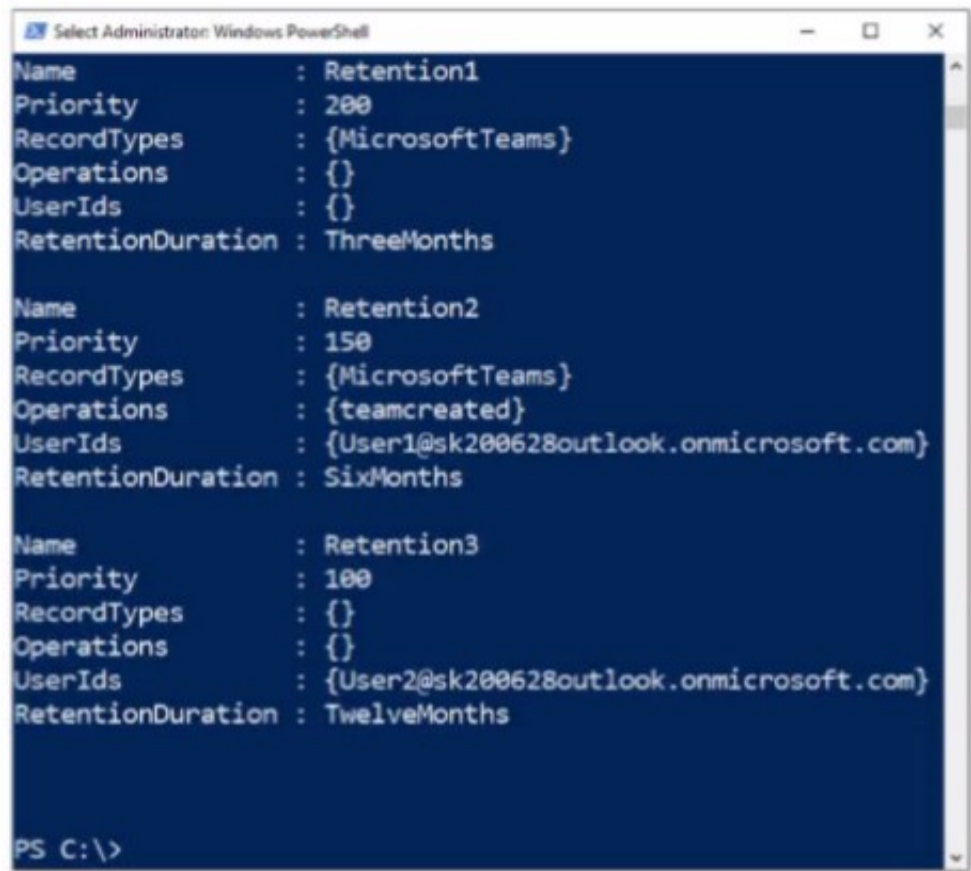 Select Administrator: Windows PowerShell
Name : Retention1
Priority : 200
RecordTypes : {MicrosoftTeams}
Operations : {}
UserIds : {}
RetentionDuration : ThreeMonths
Name : Retention2
Priority : 150
RecordTypes : {MicrosoftTeams}
Operations : {teamcreated}
UserIds : {User1@sk200628outlook.onmicrosoft.com}
RetentionDuration : SixMonths
Name : Retention3
Priority : 100
RecordTypes : {}
Operations : {}
UserIds : {User2@sk200628outlook.onmicrosoft.com}
RetentionDuration : TwelveMonths
PS C:\>